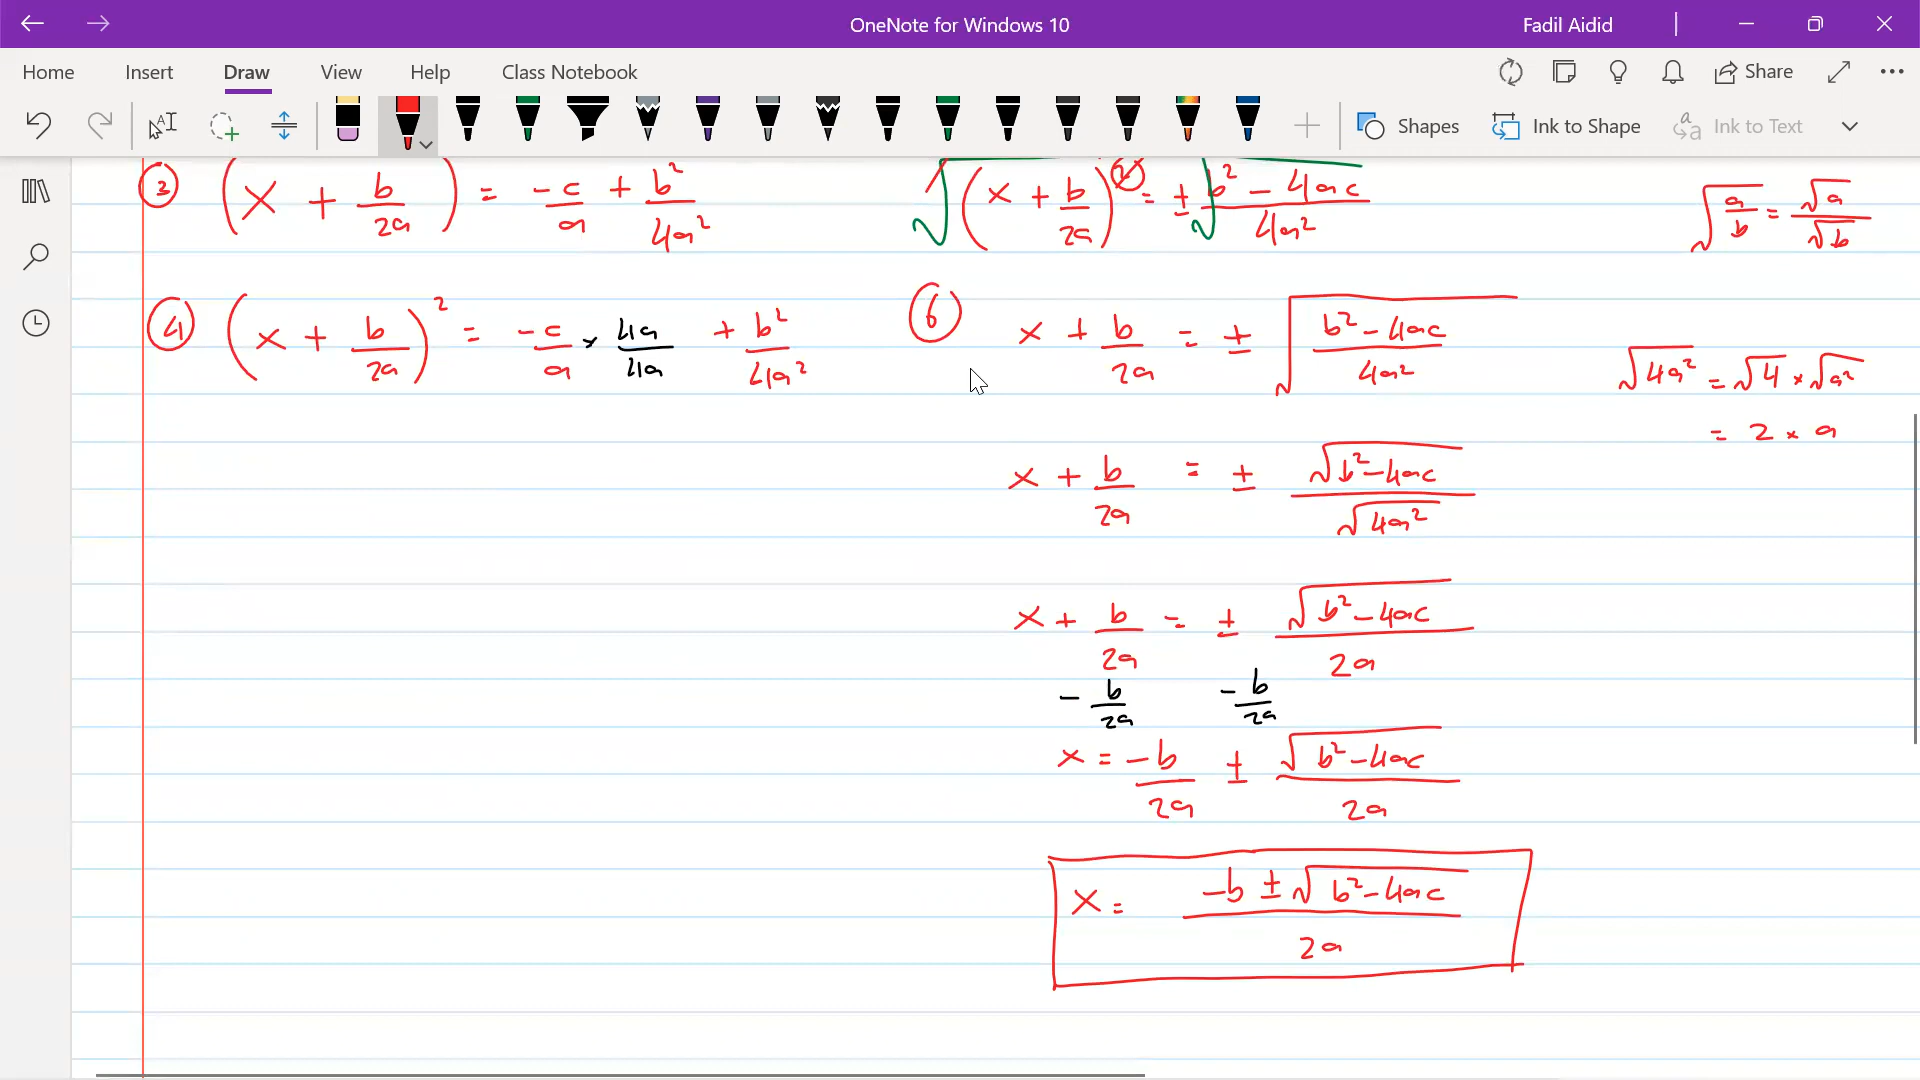 OneNote for Windows 10
Fadil Aidid
Home Insert Draw View Help Class Notebook
Share
Shapes Ink to Shape Ink to Text
③ (x + b/2a) = -c/a + b²/4a²
④ (x + b/2a)² = -c/a × 4a/4a + b²/4a²
√(x + b/2a)² = ±√b² - 4ac/4a²
⑥ x + b/2a = ± √(b² - 4ac/4a²)
x + b/2a = ± √b² - 4ac/√4a²
x + b/2a = ± √b² - 4ac/2a
- b/2a - b/2a
x = -b/2a ± √b² - 4ac/2a
x = -b ± √b² - 4ac/2a
√a/b = √a/√b
√4a² = √4 × √a²
= 2 × a